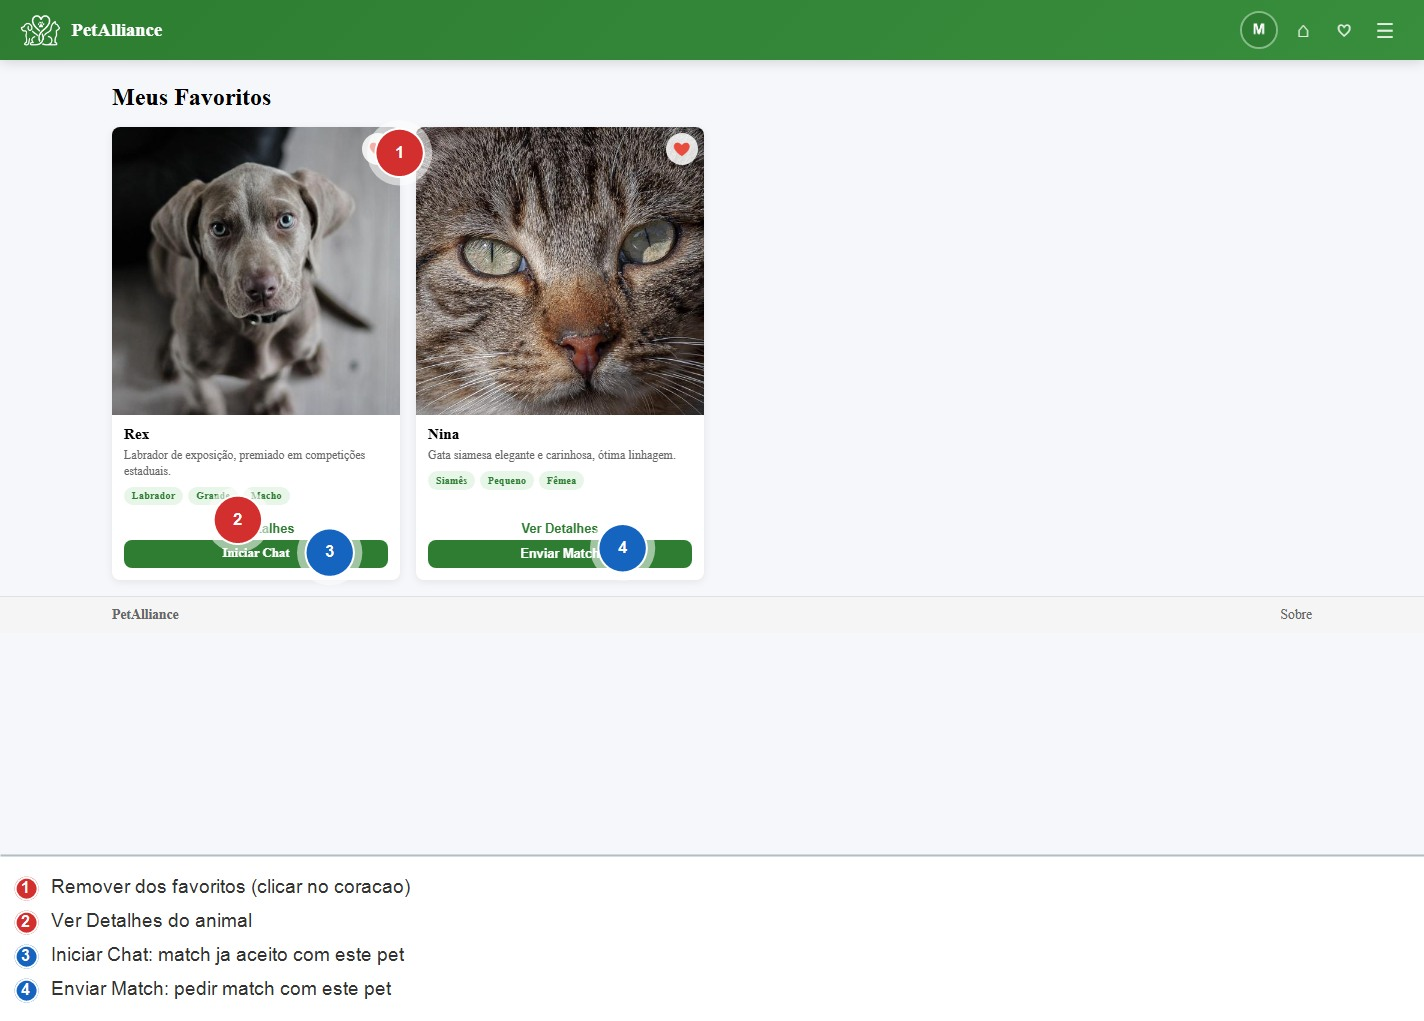 PetAlliance
M
Meus Favoritos
1
Rex
Labrador de exposição, premiado em competições
estaduais.
Labrador Grande Macho
2 alhes
Iniciar Chat 3
Nina
Gata siamesa elegante e carinhosa, ótima linhagem.
Siamês Pequeno Fêmea
Ver Detalhes
Enviar Match 4
PetAlliance Sobre
1 Remover dos favoritos (clicar no coracao)
2 Ver Detalhes do animal
3 Iniciar Chat: match ja aceito com este pet
4 Enviar Match: pedir match com este pet